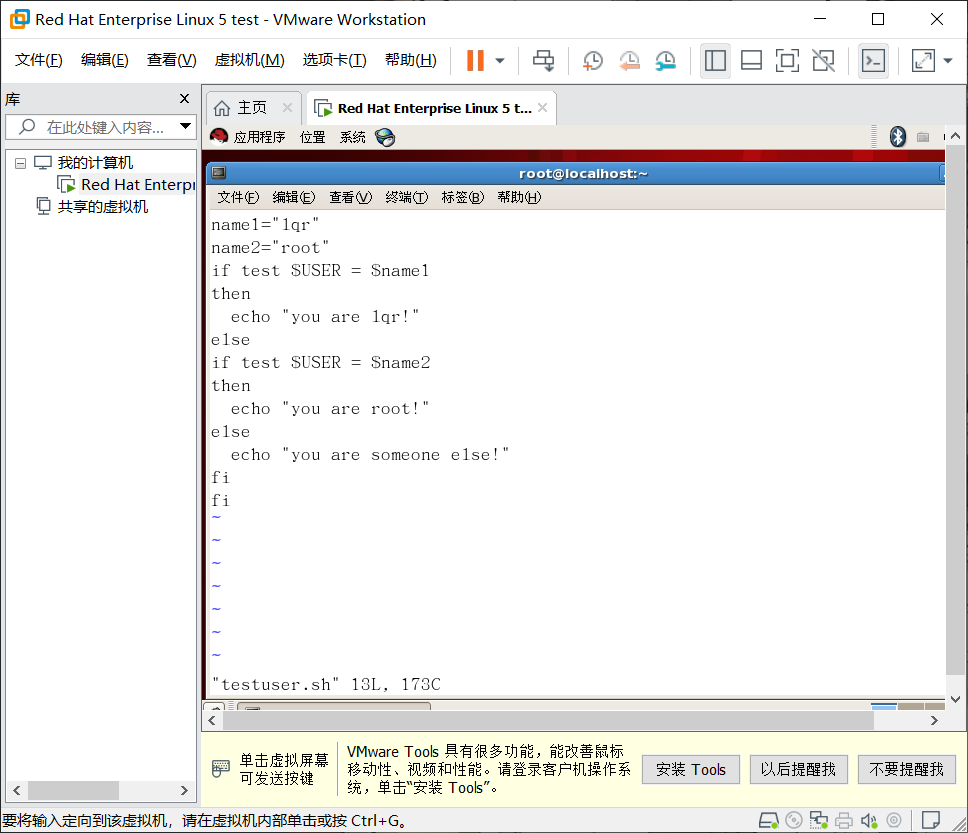 Red Hat Enterprise Linux 5 test - VMware Workstation
文件(F) 编辑(E) 查看(V) 虚拟机(M) 选项卡(T) 帮助(H)
库
在此处键入内容...
我的计算机
Red Hat Enterpr
共享的虚拟机
主页
Red Hat Enterprise Linux 5 t...
应用程序 位置 系统
root@localhost:~
文件(F) 编辑(E) 查看(V) 终端(T) 标签(B) 帮助(H)
name1="lqr"
name2="root"
if test $USER = $name1
then
  echo "you are lqr!"
else
if test $USER = $name2
then
  echo "you are root!"
else
  echo "you are someone else!"
fi
fi
~
~
~
~
~
~
~
"testuser.sh" 13L, 173C
单击虚拟屏幕
可发送按键
VMware Tools 具有很多功能，能改善鼠标
移动性、视频和性能。请登录客户机操作系
统，单击“安装 Tools”。
安装 Tools
以后提醒我
不要提醒我
要将输入定向到该虚拟机，请在虚拟机内部单击或按 Ctrl+G。